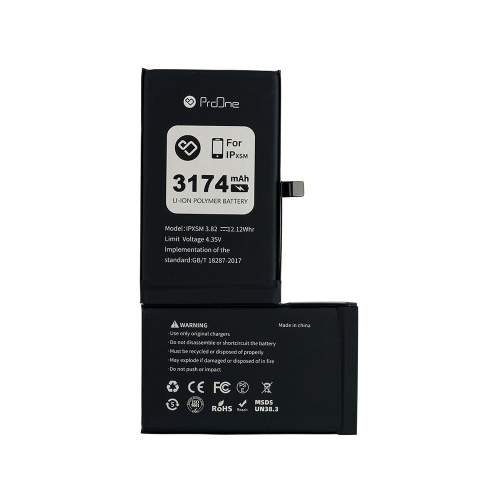 ProOne
For
IPXSM
3174 mAh
LI-ION POLYMER BATTERY
Model:IPXSM 3.82 ⎓12.12Whr
Limit Voltage 4.35V
Implementation of the
standard:GB/T 18287-2017
WARNING
Made in china
·Use only original chargers
·Do not disassemble or shortcircuit the battery
·Must be recycled or disposed of properly
·May explode if damaged or disposed of in fire
·Do not push or impact
CE FC
5 RoHS
MSDS
UN38.3